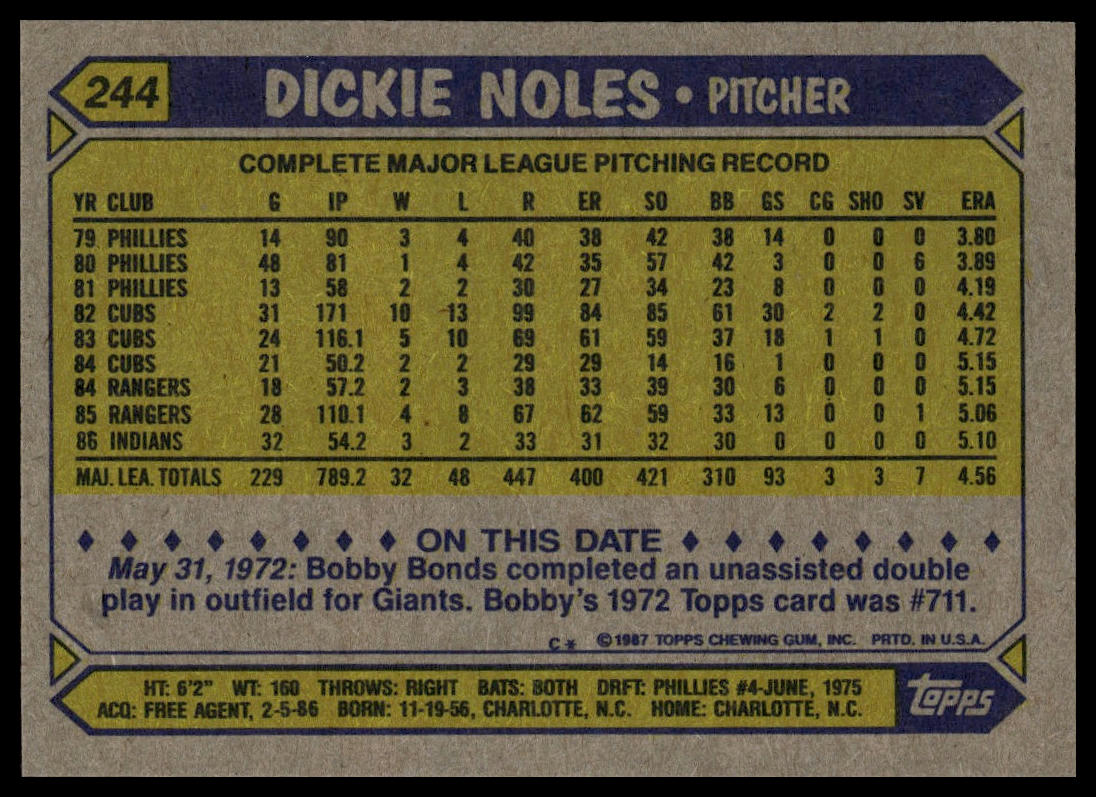 244 DICKIE NOLES • PITCHER
COMPLETE MAJOR LEAGUE PITCHING RECORD
YR CLUB G IP W L R ER SO BB GS CG SHO SV ERA
79 PHILLIES 14 90 3 4 40 38 42 38 14 0 0 0 3.80
80 PHILLIES 48 81 1 4 42 35 57 42 3 0 0 6 3.89
81 PHILLIES 13 58 2 2 30 27 34 23 8 0 0 0 4.19
82 CUBS 31 171 10 13 99 84 85 61 30 2 2 0 4.42
83 CUBS 24 116.1 5 10 69 61 59 37 18 1 1 0 4.72
84 CUBS 21 50.2 2 2 29 29 14 16 1 0 0 0 5.15
84 RANGERS 18 57.2 2 3 38 33 39 30 6 0 0 0 5.15
85 RANGERS 28 110.1 4 8 67 62 59 33 13 0 0 1 5.06
86 INDIANS 32 54.2 3 2 33 31 32 30 0 0 0 0 5.10
MAJ. LEA. TOTALS 229 789.2 32 48 447 400 421 310 93 3 3 7 4.56
ON THIS DATE
May 31, 1972: Bobby Bonds completed an unassisted double
play in outfield for Giants. Bobby's 1972 Topps card was #711.
C* ©1987 TOPPS CHEWING GUM, INC. PRTD. IN U.S.A.
HT: 6'2" WT: 160 THROWS: RIGHT BATS: BOTH DRFT: PHILLIES #4-JUNE, 1975
ACQ: FREE AGENT, 2-5-86 BORN: 11-19-56, CHARLOTTE, N.C. HOME: CHARLOTTE, N.C.
topps